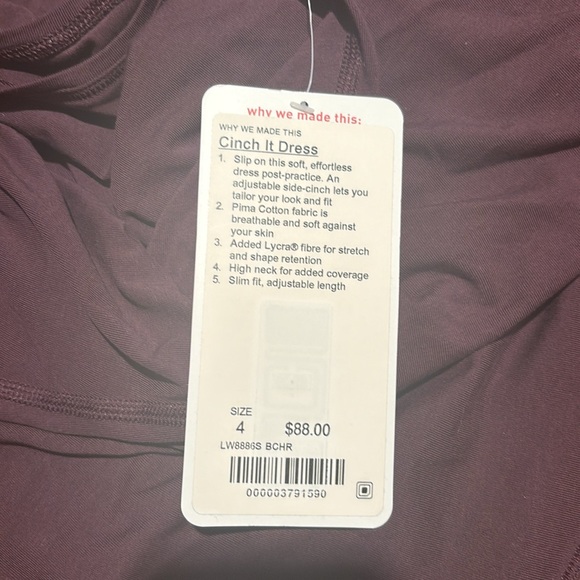 why we made this:
WHY WE MADE THIS
Cinch It Dress
1. Slip on this soft, effortless
dress post-practice. An
adjustable side-cinch lets you
tailor your look and fit
2. Pima Cotton fabric is
breathable and soft against
your skin
3. Added Lycra® fibre for stretch
and shape retention
4. High neck for added coverage
5. Slim fit, adjustable length
SIZE
4 $88.00
LW8886S BCHR
000003791590